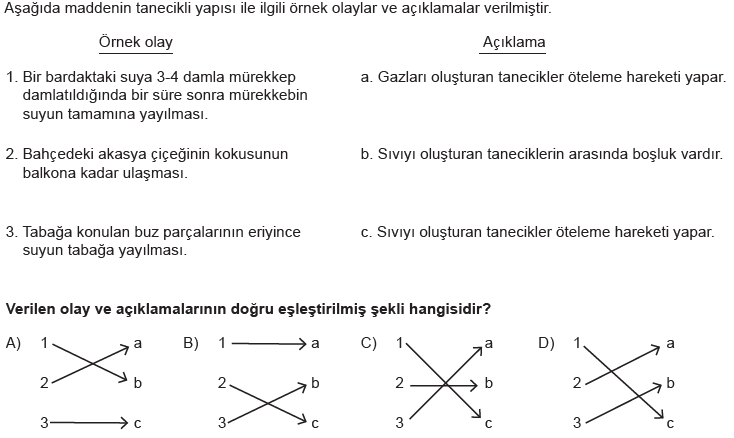 Aşağıda maddenin tanecikli yapısı ile ilgili örnek olaylar ve açıklamalar verilmiştir.
Örnek olay
Açıklama
1. Bir bardaktaki suya 3-4 damla mürekkep
damlatıldığında bir süre sonra mürekkebin
suyun tamamına yayılması.
a. Gazları oluşturan tanecikler öteleme hareketi yapar.
2. Bahçedeki akasya çiçeğinin kokusunun
balkona kadar ulaşması.
b. Sıvıyı oluşturan taneciklerin arasında boşluk vardır.
3. Tabağa konulan buz parçalarının eriyince
suyun tabağa yayılması.
c. Sıvıyı oluşturan tanecikler öteleme hareketi yapar.
Verilen olay ve açıklamalarının doğru eşleştirilmiş şekli hangisidir?
A) 1 a B) 1 a C) 1 a D) 1 a
2 b 2 b 2 b 2 b
3 c 3 c 3 c 3 c